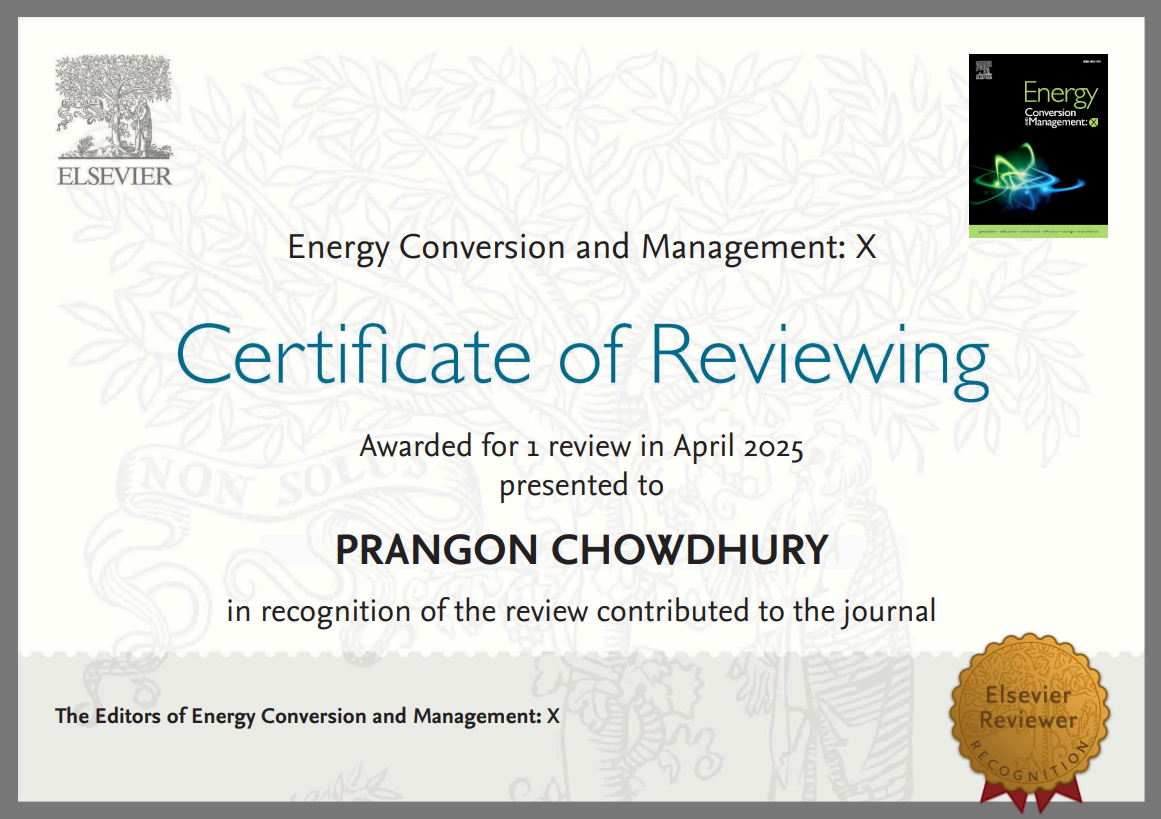 ELSEVIER
Energy
Conversion
and Management: X
Energy Conversion and Management: X
Certificate of Reviewing
Awarded for 1 review in April 2025
presented to
PRANGON CHOWDHURY
in recognition of the review contributed to the journal
NON SOLUS
The Editors of Energy Conversion and Management: X
Elsevier
Reviewer
RECOGNITION